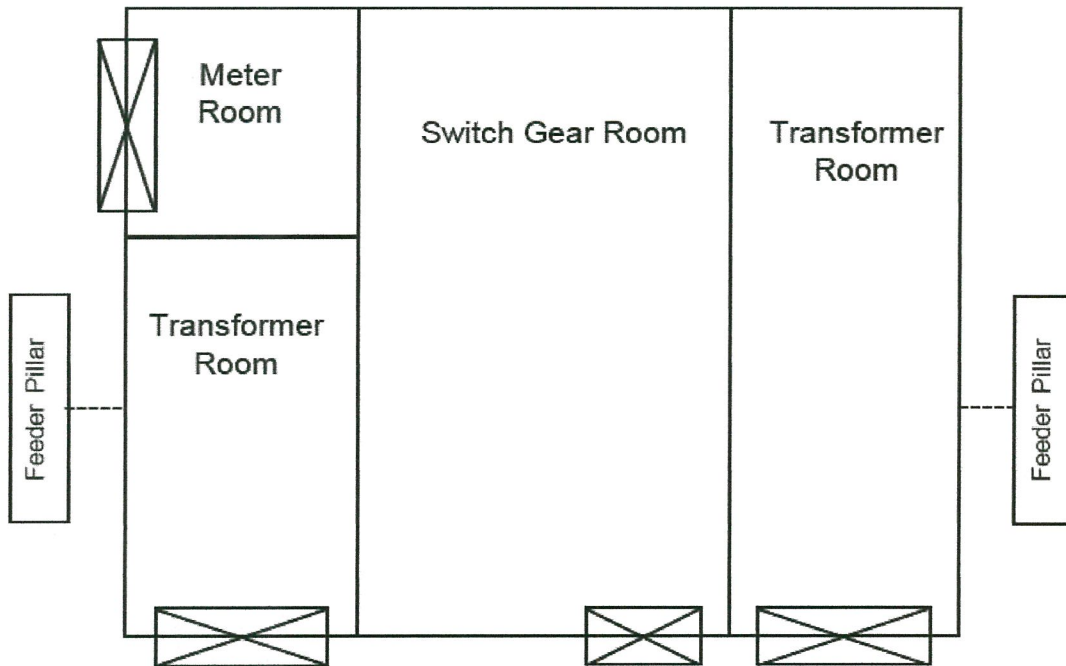 Meter
Room
Switch Gear Room
Transformer
Room
Transformer
Room
Feeder Pillar
Feeder Pillar